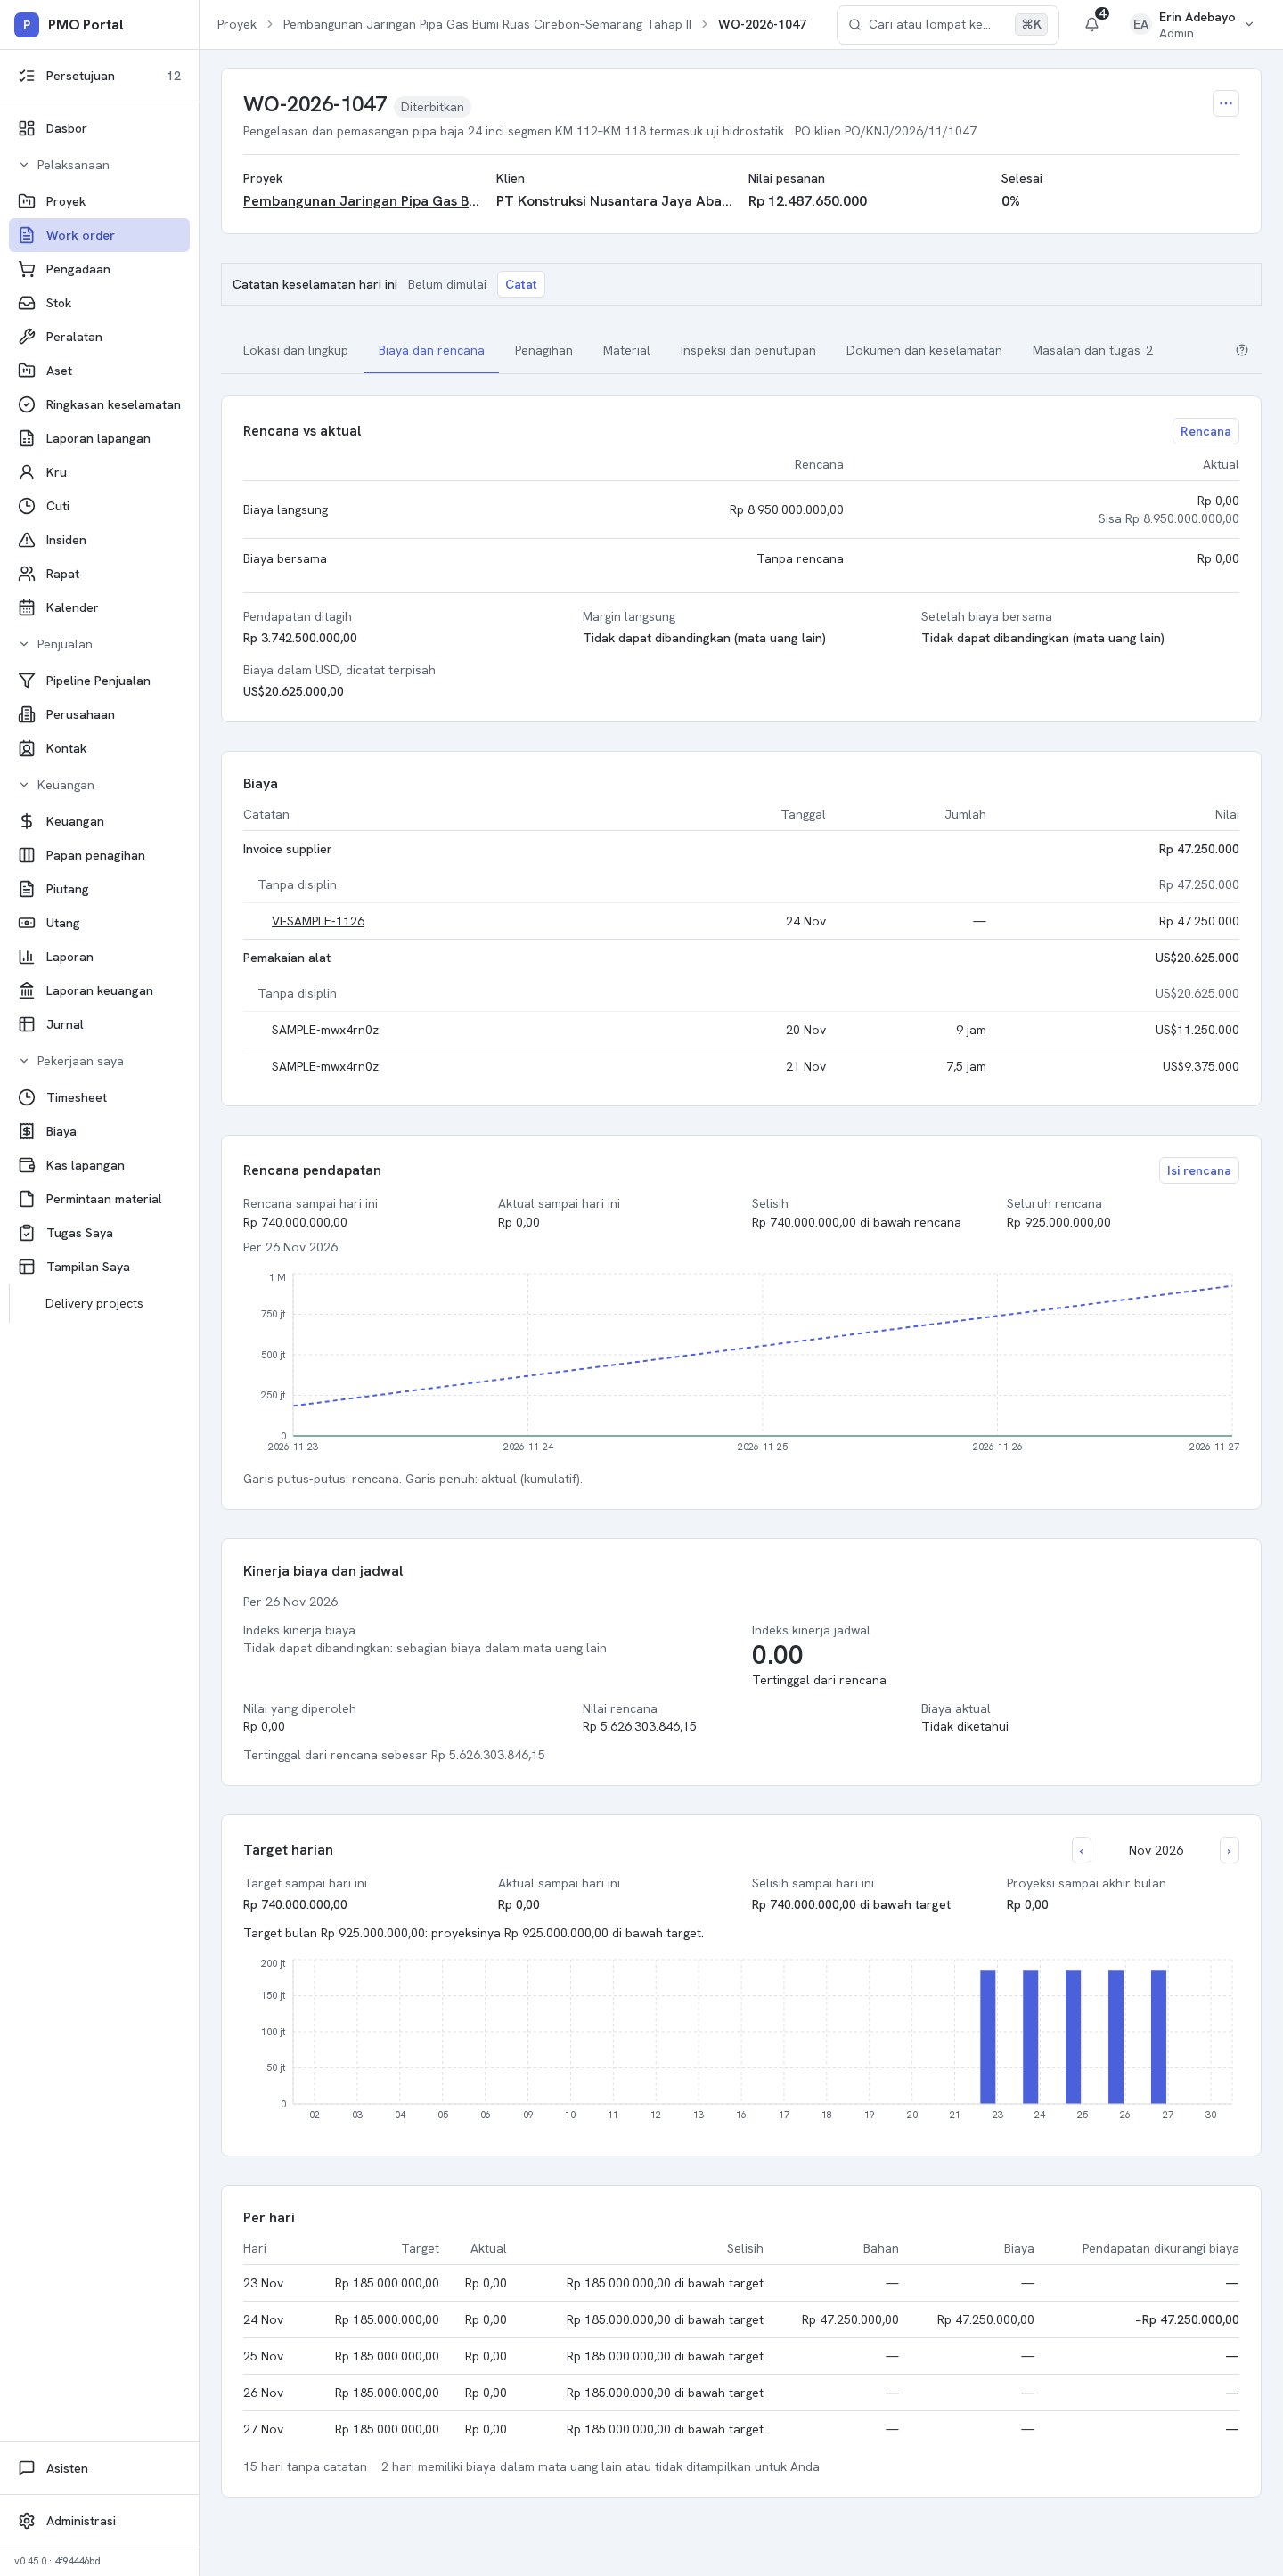 P PMO Portal
Proyek > Pembangunan Jaringan Pipa Gas Bumi Ruas Cirebon–Semarang Tahap II > WO-2026-1047
Cari atau lompat ke... ⌘K
4
EA Erin Adebayo
Admin
Persetujuan 12
Dasbor
Pelaksanaan
Proyek
Work order
Pengadaan
Stok
Peralatan
Aset
Ringkasan keselamatan
Laporan lapangan
Kru
Cuti
Insiden
Rapat
Kalender
Penjualan
Pipeline Penjualan
Perusahaan
Kontak
Keuangan
Keuangan
Papan penagihan
Piutang
Utang
Laporan
Laporan keuangan
Jurnal
Pekerjaan saya
Timesheet
Biaya
Kas lapangan
Permintaan material
Tugas Saya
Tampilan Saya
Delivery projects
Asisten
Administrasi
v0.45.0 · 4f94446bd
WO-2026-1047 Diterbitkan
Pengelasan dan pemasangan pipa baja 24 inci segmen KM 112–KM 118 termasuk uji hidrostatik PO klien PO/KNJ/2026/11/1047
Proyek Klien Nilai pesanan Selesai
Pembangunan Jaringan Pipa Gas B... PT Konstruksi Nusantara Jaya Aba... Rp 12.487.650.000 0%
Catatan keselamatan hari ini Belum dimulai Catat
Lokasi dan lingkup Biaya dan rencana Penagihan Material Inspeksi dan penutupan Dokumen dan keselamatan Masalah dan tugas 2
Rencana vs aktual Rencana
Rencana Aktual
Biaya langsung Rp 8.950.000.000,00 Rp 0,00
Sisa Rp 8.950.000.000,00
Biaya bersama Tanpa rencana Rp 0,00
Pendapatan ditagih Margin langsung Setelah biaya bersama
Rp 3.742.500.000,00 Tidak dapat dibandingkan (mata uang lain) Tidak dapat dibandingkan (mata uang lain)
Biaya dalam USD, dicatat terpisah
US$20.625.000,00
Biaya
Catatan Tanggal Jumlah Nilai
Invoice supplier Rp 47.250.000
Tanpa disiplin Rp 47.250.000
VI-SAMPLE-1126 24 Nov — Rp 47.250.000
Pemakaian alat US$20.625.000
Tanpa disiplin US$20.625.000
SAMPLE-mwx4rn0z 20 Nov 9 jam US$11.250.000
SAMPLE-mwx4rn0z 21 Nov 7,5 jam US$9.375.000
Rencana pendapatan Isi rencana
Rencana sampai hari ini Aktual sampai hari ini Selisih Seluruh rencana
Rp 740.000.000,00 Rp 0,00 Rp 740.000.000,00 di bawah rencana Rp 925.000.000,00
Per 26 Nov 2026
1 M
750 jt
500 jt
250 jt
0
2026-11-23 2026-11-24 2026-11-25 2026-11-26 2026-11-27
Garis putus-putus: rencana. Garis penuh: aktual (kumulatif).
Kinerja biaya dan jadwal
Per 26 Nov 2026
Indeks kinerja biaya Indeks kinerja jadwal
Tidak dapat dibandingkan: sebagian biaya dalam mata uang lain 0.00
Tertinggal dari rencana
Nilai yang diperoleh Nilai rencana Biaya aktual
Rp 0,00 Rp 5.626.303.846,15 Tidak diketahui
Tertinggal dari rencana sebesar Rp 5.626.303.846,15
Target harian ‹ Nov 2026 ›
Target sampai hari ini Aktual sampai hari ini Selisih sampai hari ini Proyeksi sampai akhir bulan
Rp 740.000.000,00 Rp 0,00 Rp 740.000.000,00 di bawah target Rp 0,00
Target bulan Rp 925.000.000,00: proyeksinya Rp 925.000.000,00 di bawah target.
200 jt
150 jt
100 jt
50 jt
0
02 03 04 05 06 09 10 11 12 13 16 17 18 19 20 21 23 24 25 26 27 30
Per hari
Hari Target Aktual Selisih Bahan Biaya Pendapatan dikurangi biaya
23 Nov Rp 185.000.000,00 Rp 0,00 Rp 185.000.000,00 di bawah target — — —
24 Nov Rp 185.000.000,00 Rp 0,00 Rp 185.000.000,00 di bawah target Rp 47.250.000,00 Rp 47.250.000,00 −Rp 47.250.000,00
25 Nov Rp 185.000.000,00 Rp 0,00 Rp 185.000.000,00 di bawah target — — —
26 Nov Rp 185.000.000,00 Rp 0,00 Rp 185.000.000,00 di bawah target — — —
27 Nov Rp 185.000.000,00 Rp 0,00 Rp 185.000.000,00 di bawah target — — —
15 hari tanpa catatan 2 hari memiliki biaya dalam mata uang lain atau tidak ditampilkan untuk Anda